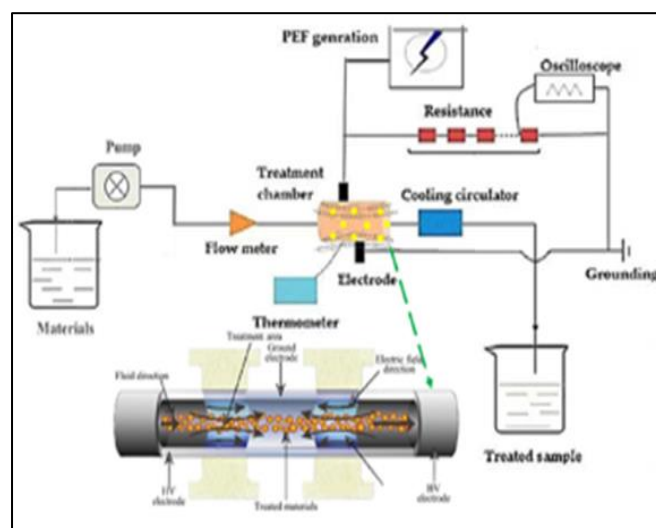 PEF genration
Oscilloscope
Resistance
Pump
Treatment
chamber
Cooling circulator
Flow meter
Electrode
Grounding
Materials
Thermometer
Treatment area
Ground
electrode
Electric field
direction
Fluid direction
HV
electrode
Treated materials
HV
electrode
Treated sample